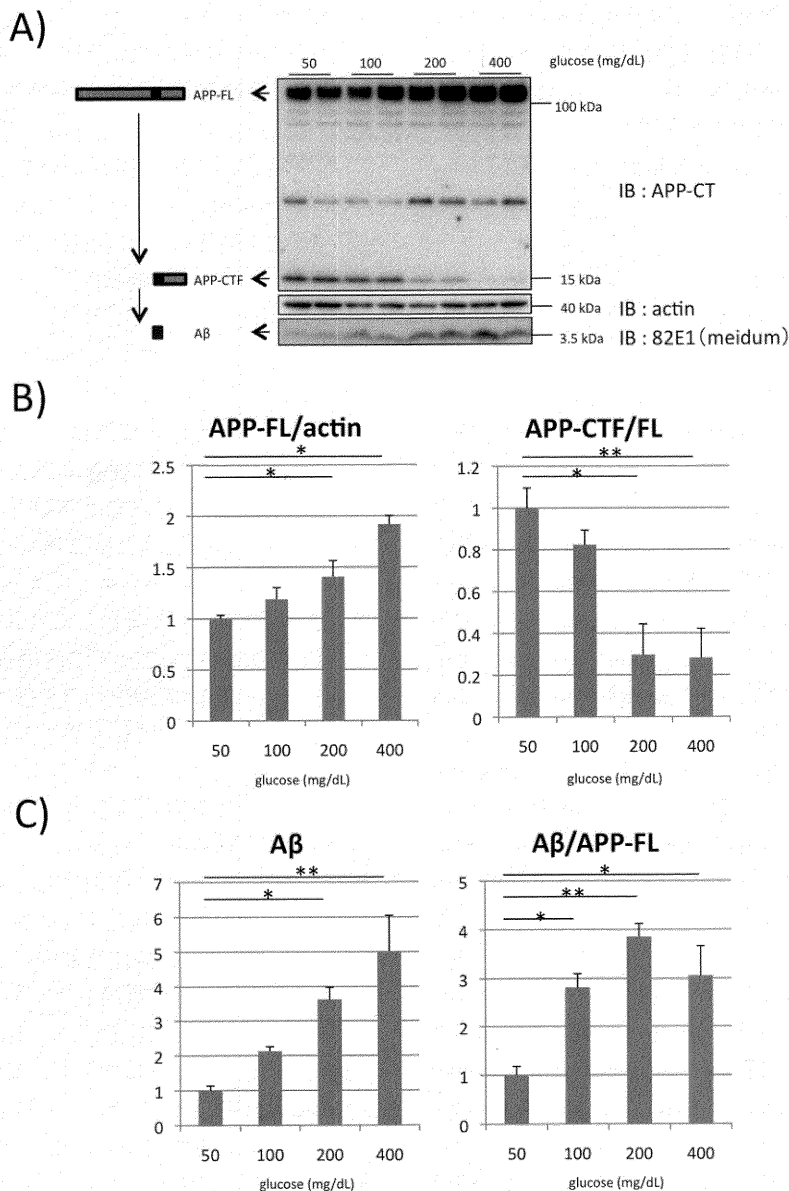 A)
50 100 200 400 glucose (mg/dL)
APP-FL
100 kDa
IB : APP-CT
APP-CTF
15 kDa
40 kDa
IB : actin
Aβ
3.5 kDa
IB : 82E1(meidum)
B)
APP-FL/actin
* 
*
2.5
2
1.5
1
0.5
0
50 100 200 400
glucose (mg/dL)
APP-CTF/FL
**
*
1.2
1
0.8
0.6
0.4
0.2
0
50 100 200 400
glucose (mg/dL)
C)
Aβ
**
*
7
6
5
4
3
2
1
0
50 100 200 400
glucose (mg/dL)
Aβ/APP-FL
*
**
*
5
4
3
2
1
0
50 100 200 400
glucose (mg/dL)